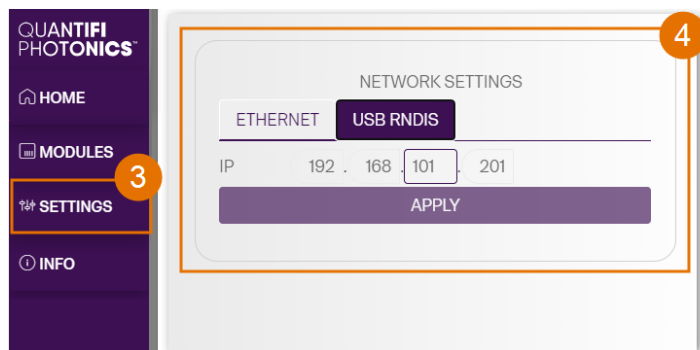 QUANTIFI
PHOTONICS™
HOME
MODULES
3
SETTINGS
INFO
4
NETWORK SETTINGS
ETHERNET USB RNDIS
IP 192 . 168 . 101 . 201
APPLY